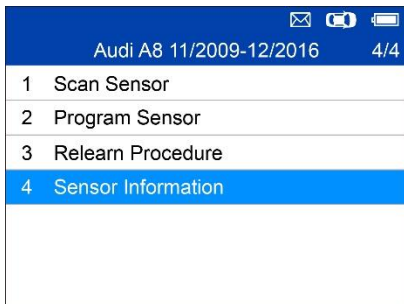 Audi A8 11/2009-12/2016 4/4
1 Scan Sensor
2 Program Sensor
3 Relearn Procedure
4 Sensor Information